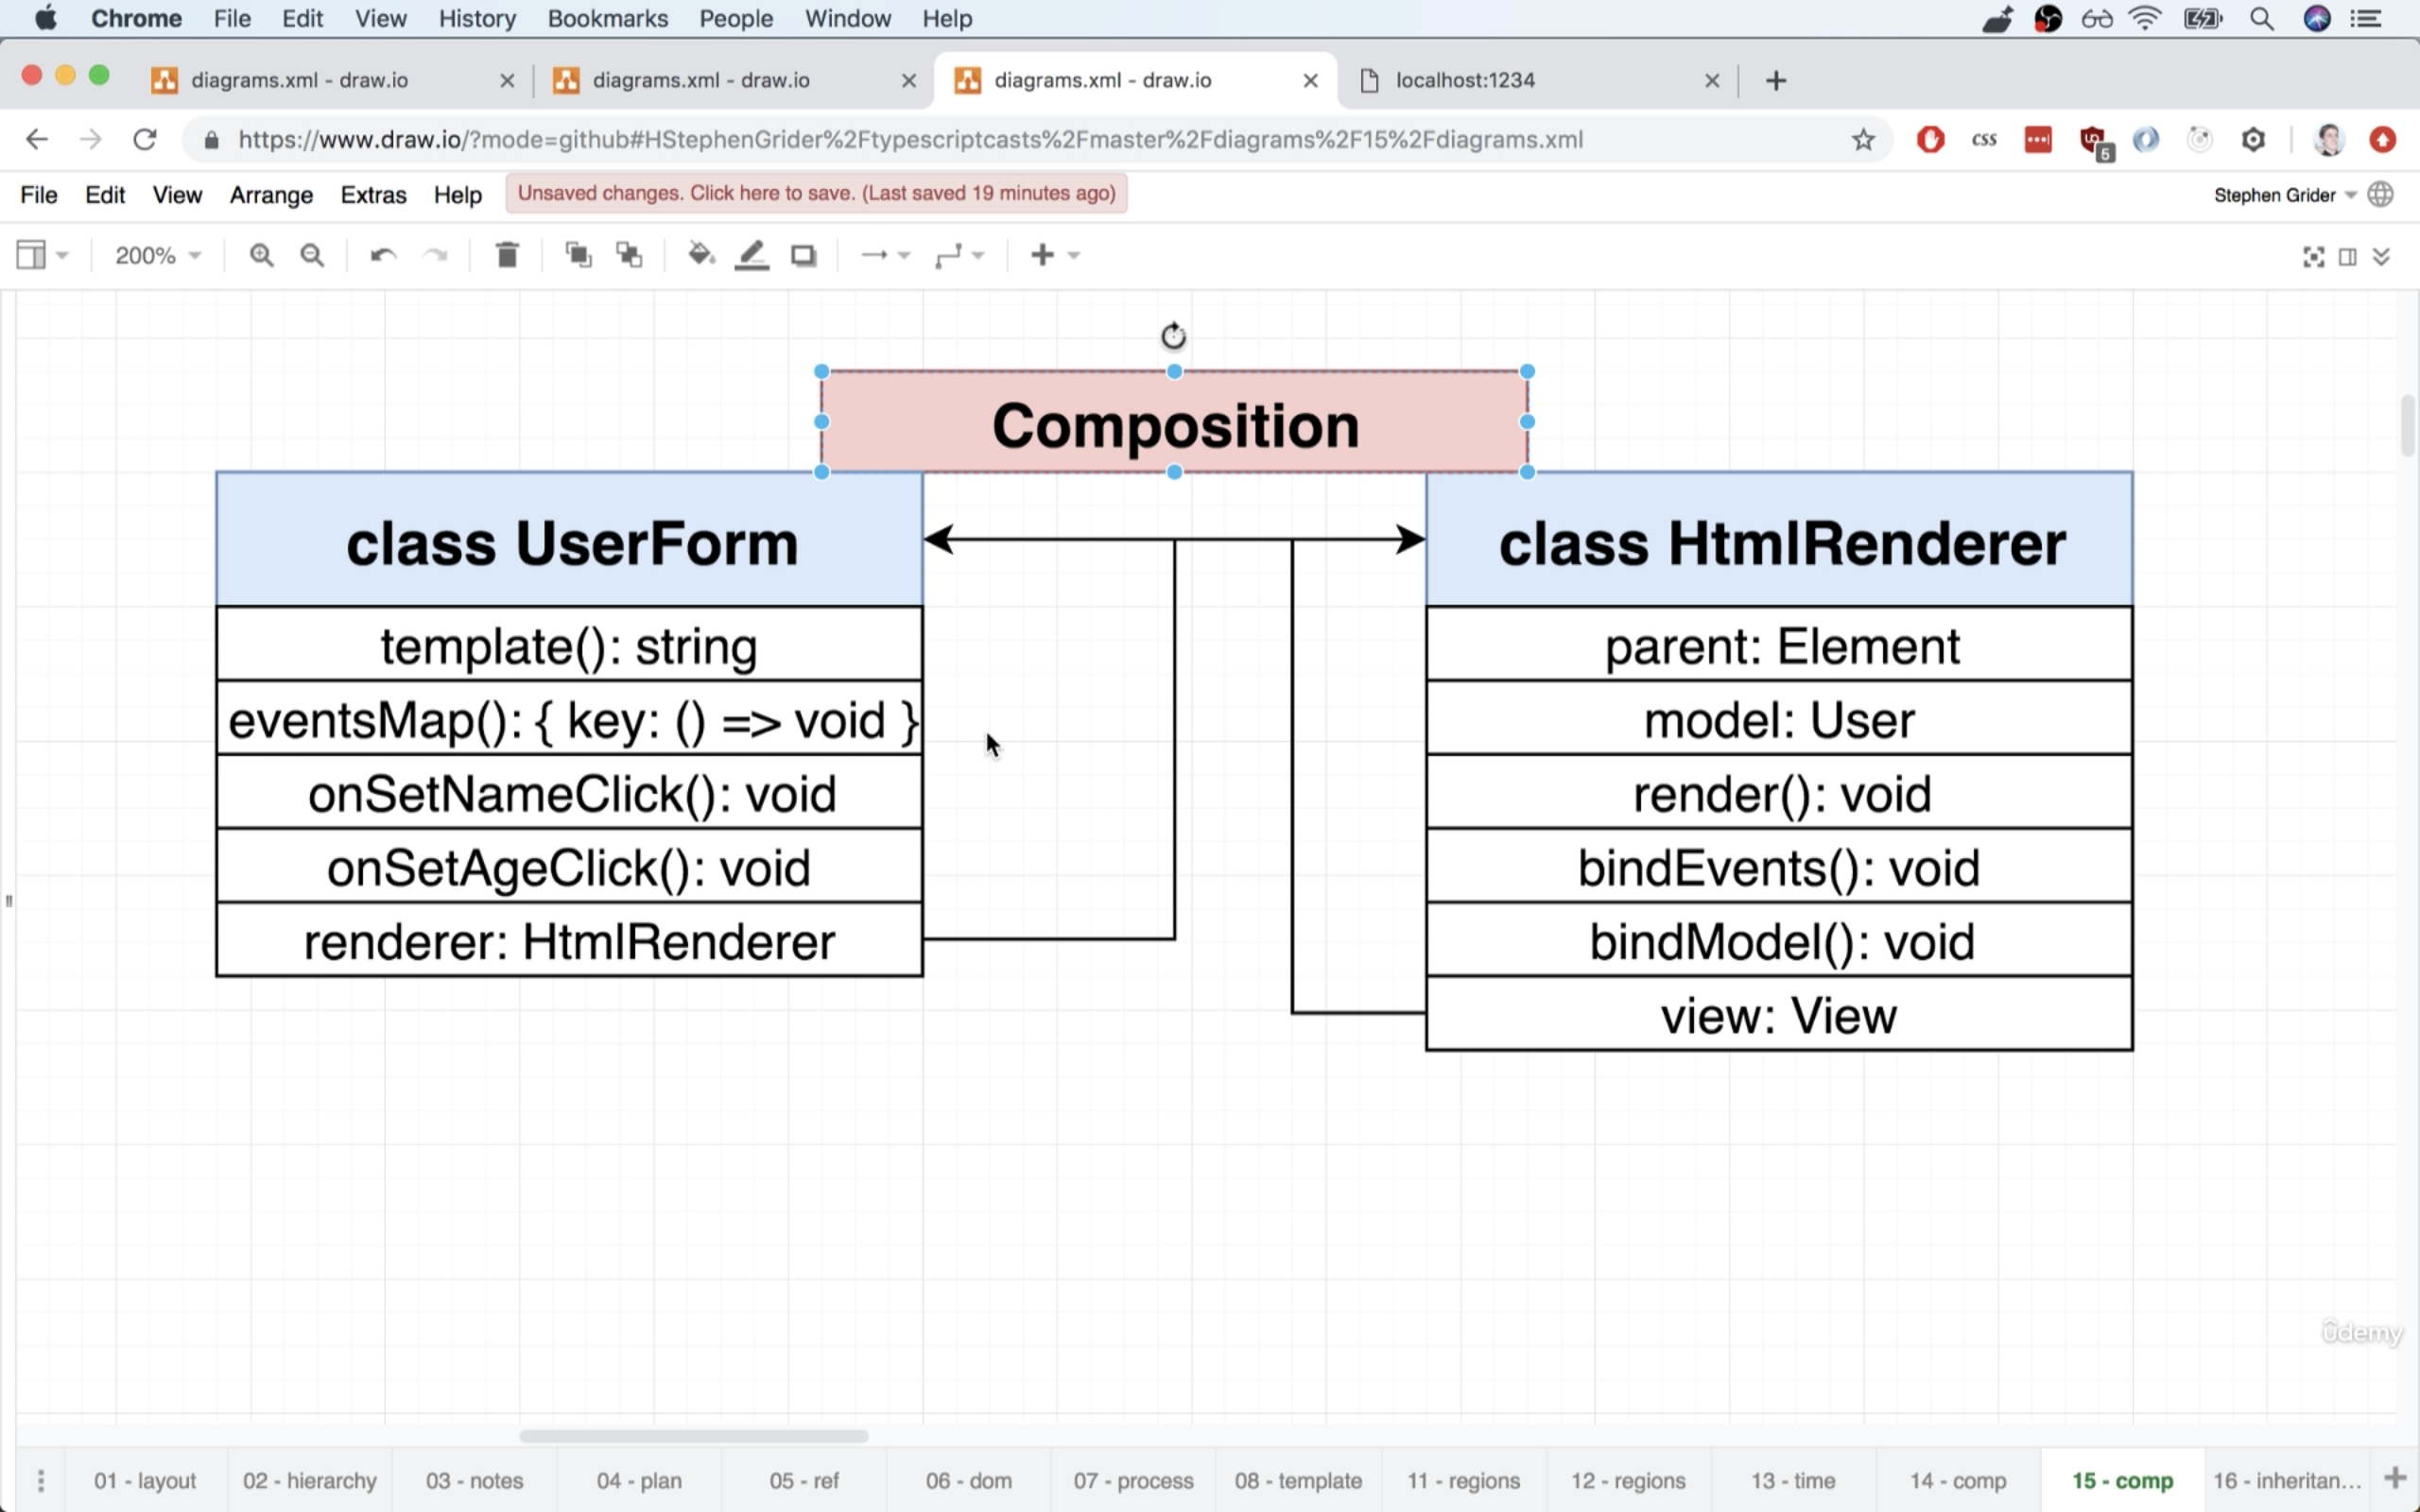 Chrome File Edit View History Bookmarks People Window Help
diagrams.xml - draw.io diagrams.xml - draw.io diagrams.xml - draw.io localhost:1234
https://www.draw.io/?mode=github#HStephenGrider%2Ftypescriptcasts%2Fmaster%2Fdiagrams%2F15%2Fdiagrams.xml css 5
File Edit View Arrange Extras Help Unsaved changes. Click here to save. (Last saved 19 minutes ago) Stephen Grider
200%
Composition
class UserForm
template(): string
eventsMap(): { key: () => void }
onSetNameClick(): void
onSetAgeClick(): void
renderer: HtmlRenderer
class HtmlRenderer
parent: Element
model: User
render(): void
bindEvents(): void
bindModel(): void
view: View
ûdemy
01 - layout 02 - hierarchy 03 - notes 04 - plan 05 - ref 06 - dom 07 - process 08 - template 11 - regions 12 - regions 13 - time 14 - comp 15 - comp 16 - inheritan...